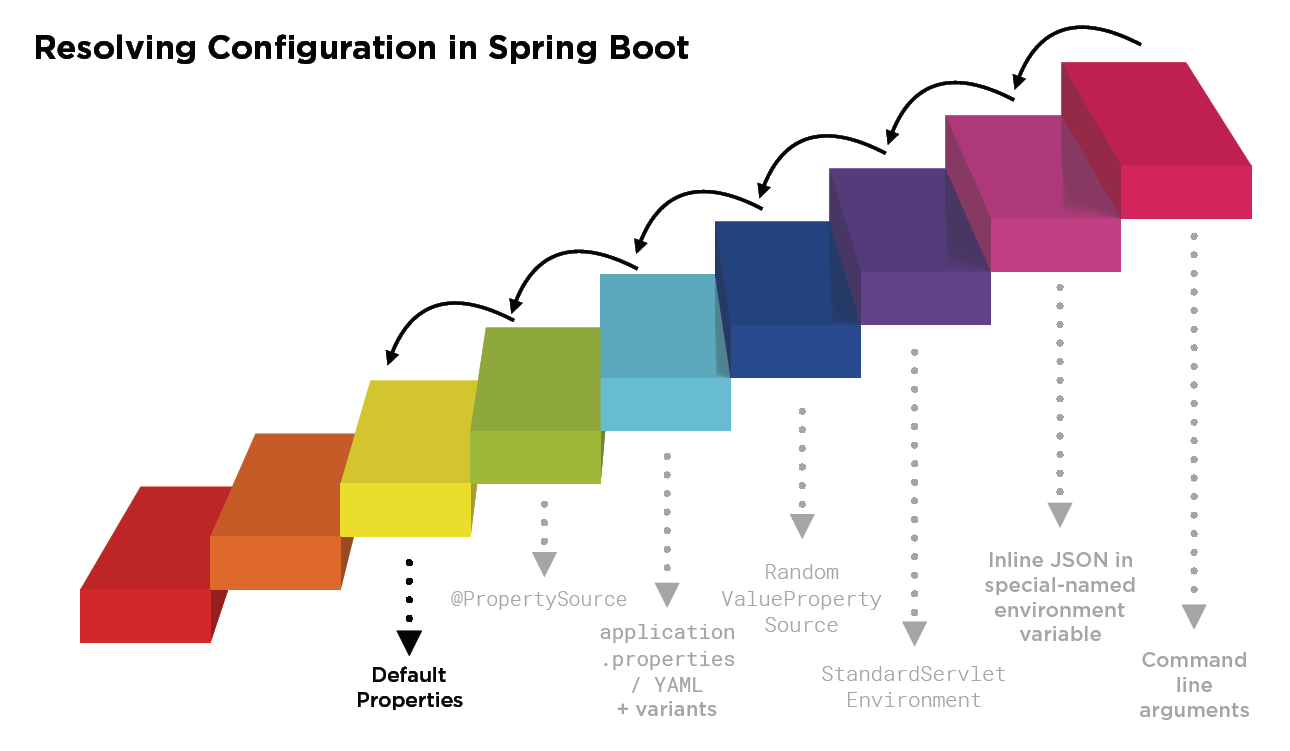 Resolving Configuration in Spring Boot
Default
Properties
@PropertySource
application
.properties
/ YAML
+ variants
Random
ValueProperty
Source
StandardServlet
Environment
Inline JSON in
special-named
environment
variable
Command
line
arguments